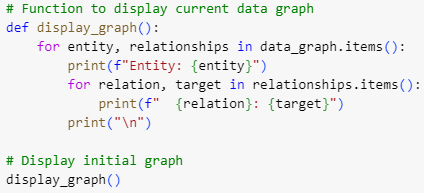 # Function to display current data graph
def display_graph():
    for entity, relationships in data_graph.items():
        print(f"Entity: {entity}")
        for relation, target in relationships.items():
            print(f"  {relation}: {target}")
        print("\n")

# Display initial graph
display_graph()